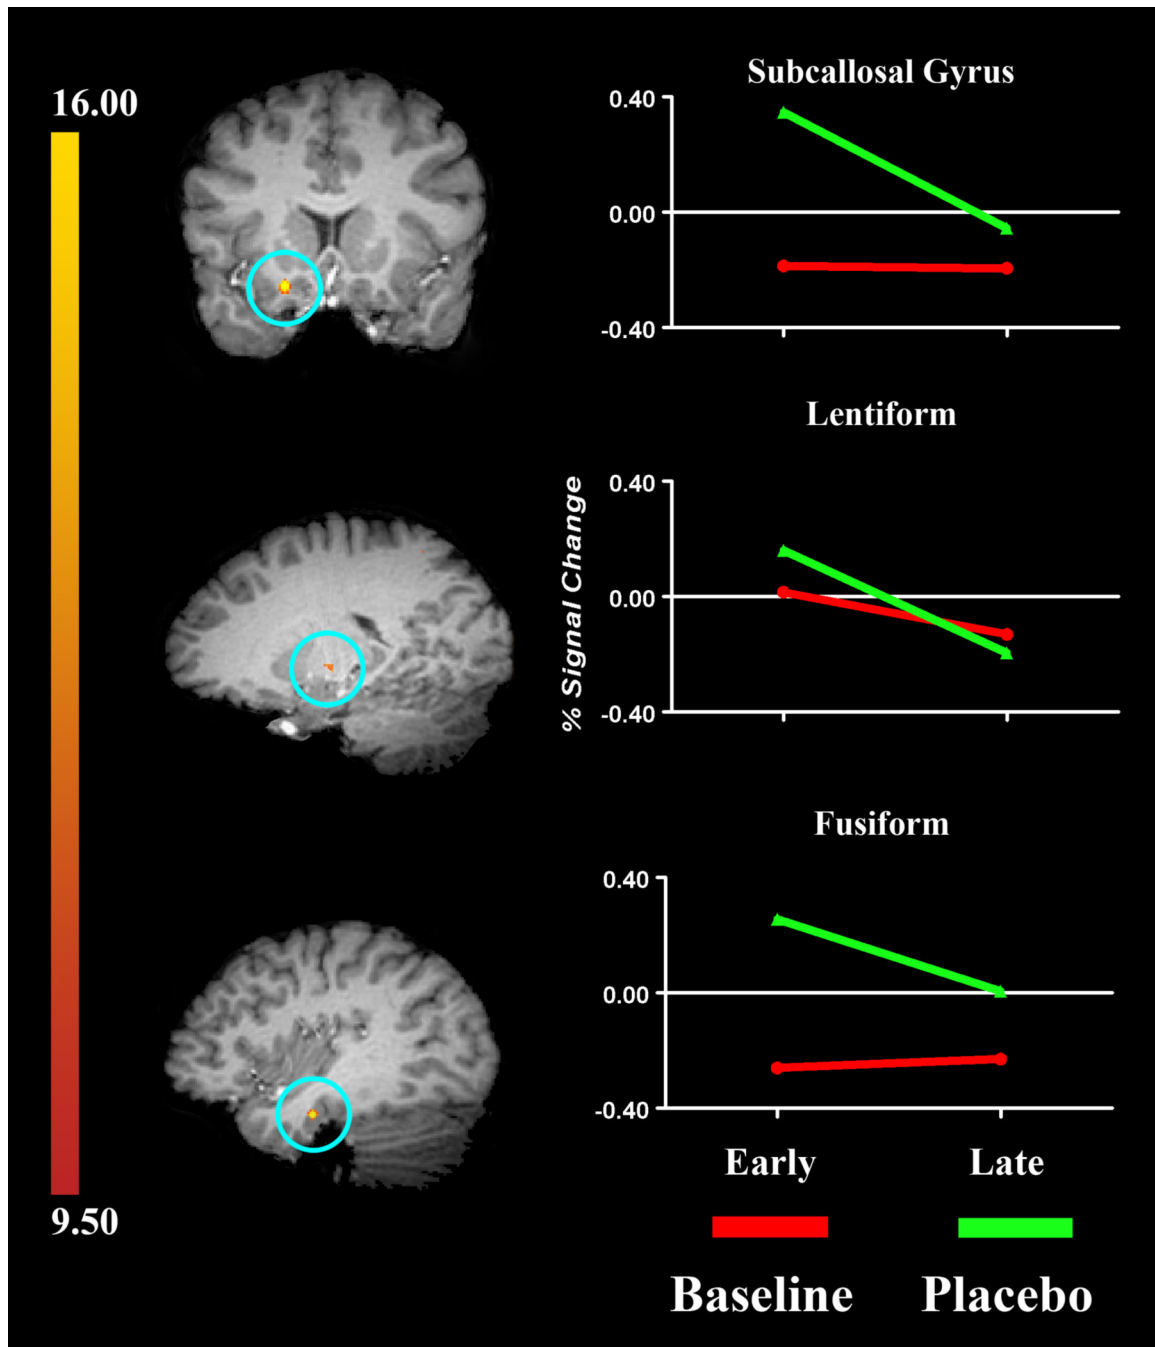 16.00
9.50
Subcallosal Gyrus
0.40
0.00
-0.40
Lentiform
% Signal Change
0.40
0.00
-0.40
Fusiform
0.40
0.00
-0.40
Early Late
Baseline Placebo